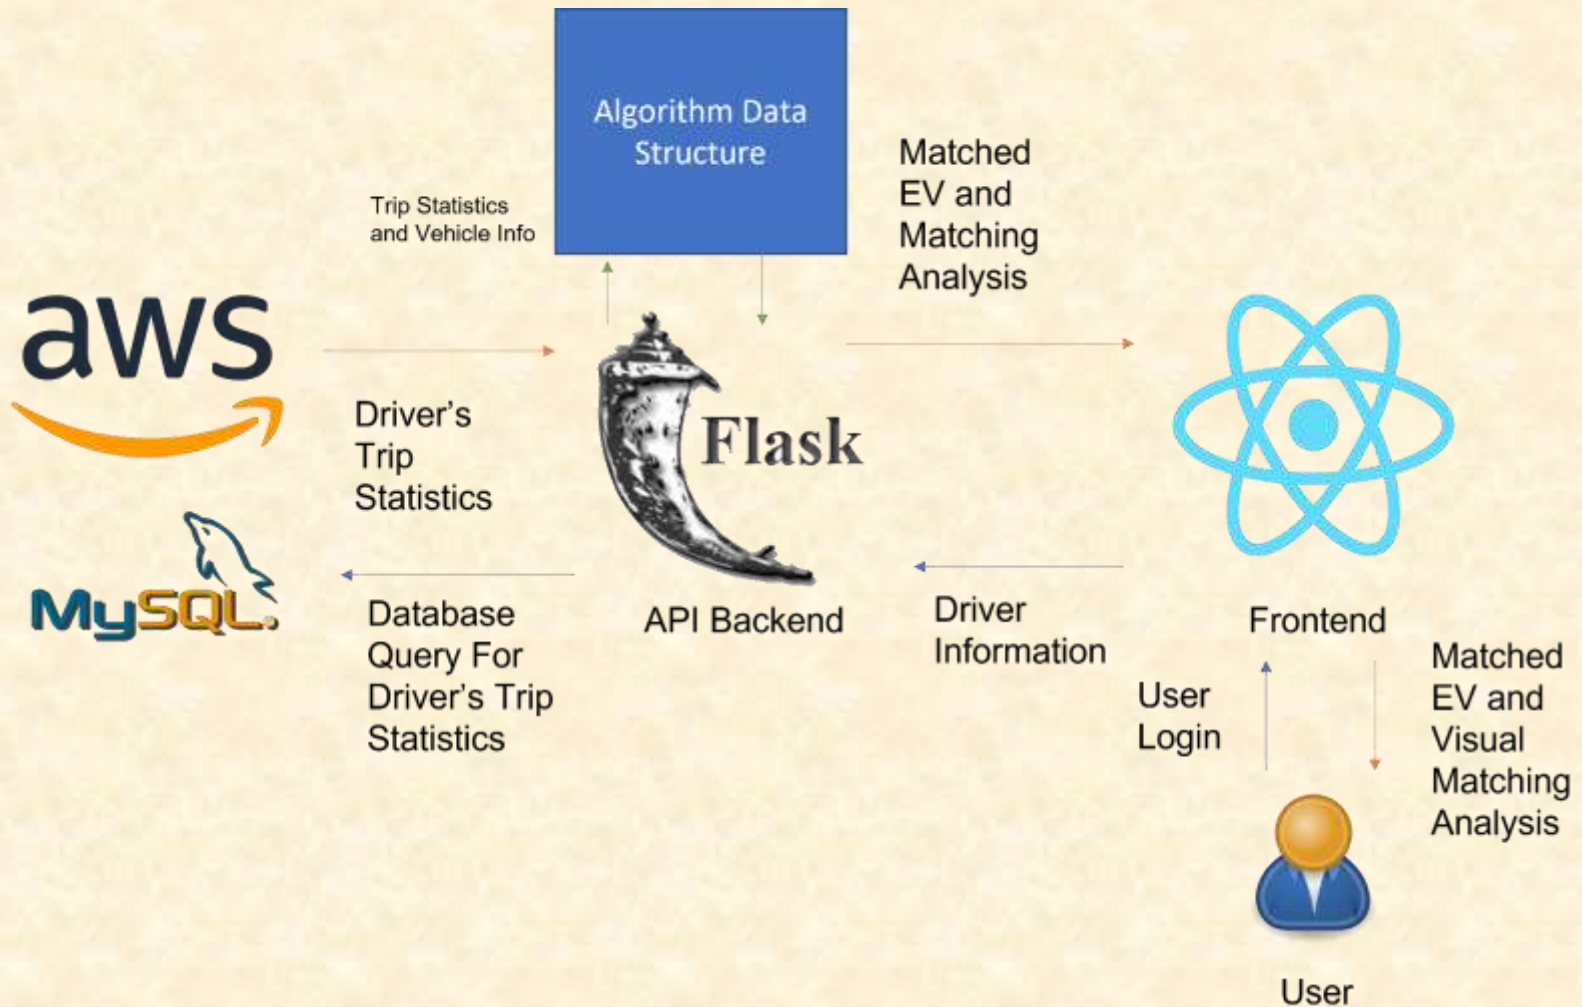 Algorithm Data
Structure
Trip Statistics
and Vehicle Info
Matched
EV and
Matching
Analysis
aws
Driver's
Trip
Statistics
Flask
MySQL®
Database
Query For
Driver's Trip
Statistics
API Backend
Driver
Information
Frontend
User
Login
Matched
EV and
Visual
Matching
Analysis
User